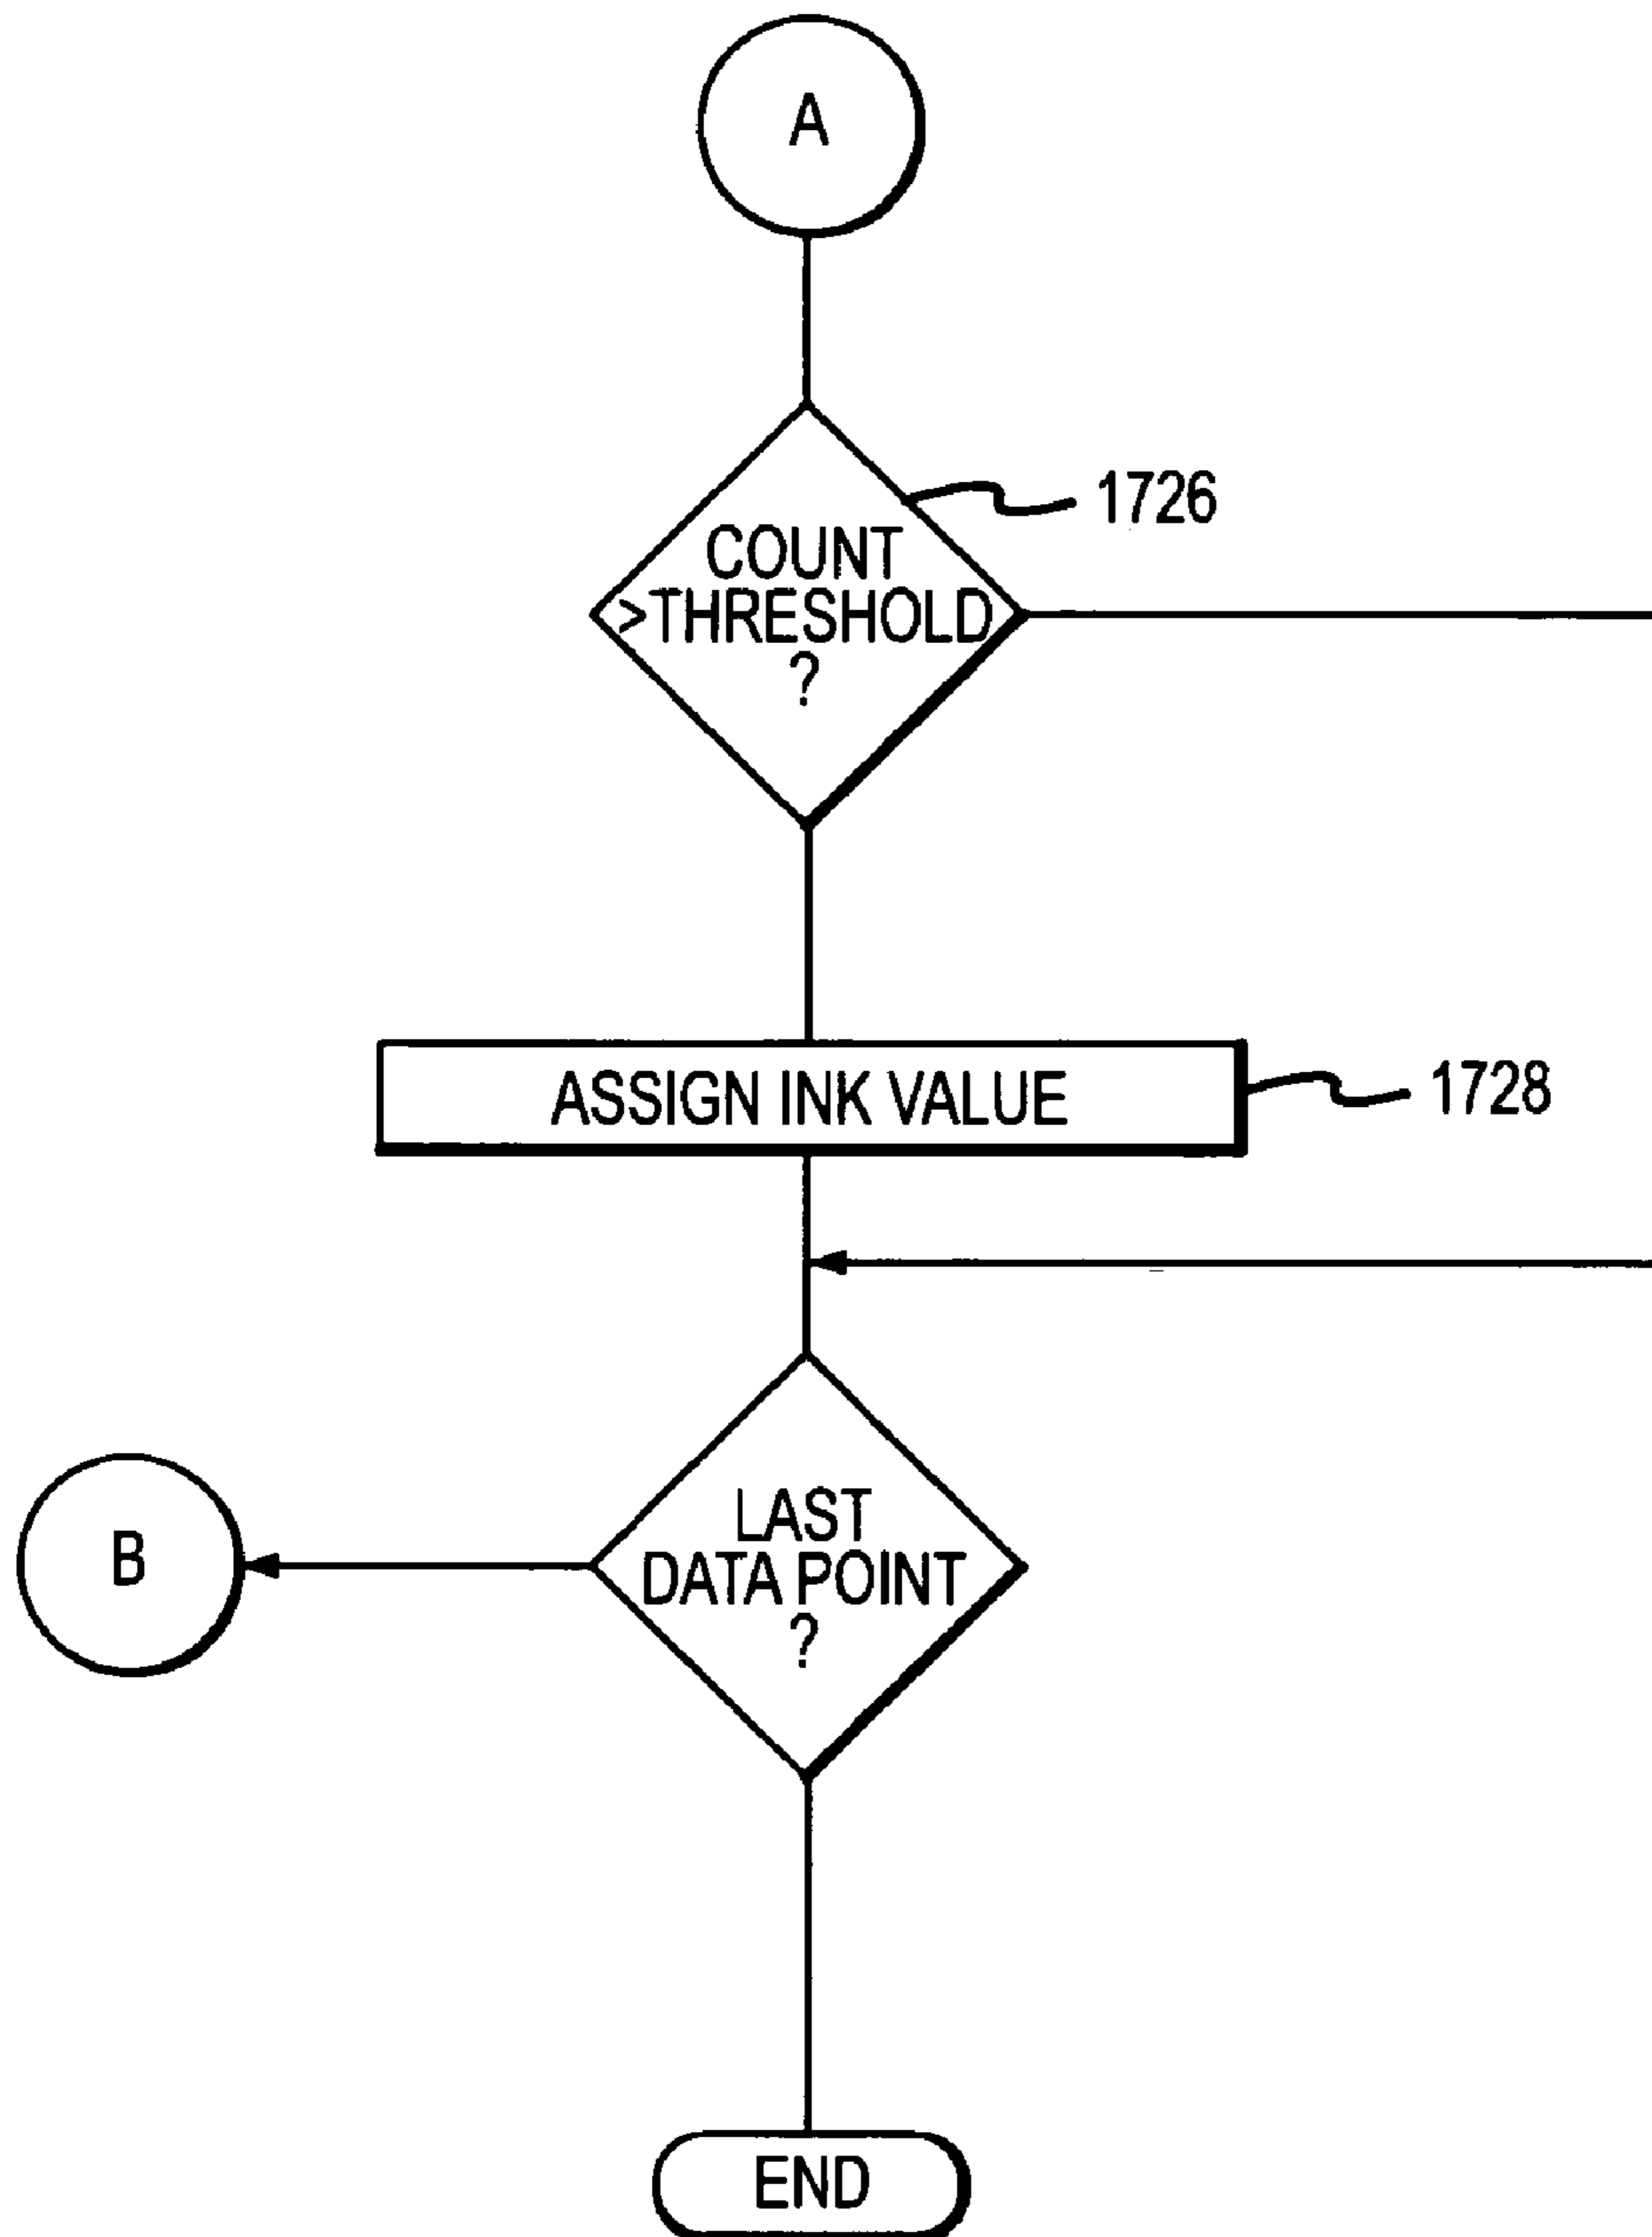 A
1726
COUNT
>THRESHOLD
?
ASSIGN INK VALUE
1728
LAST
DATA POINT
?
B
END